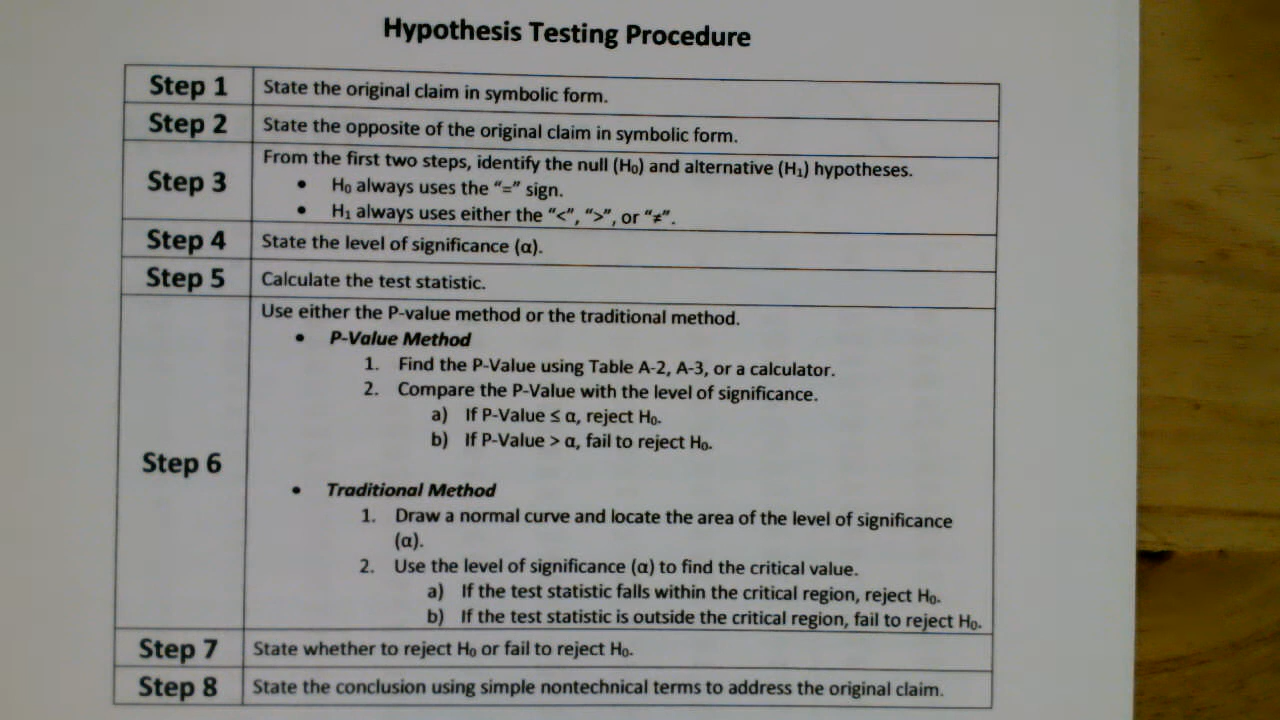 Hypothesis Testing Procedure
Step 1
State the original claim in symbolic form.
Step 2
State the opposite of the original claim in symbolic form.
Step 3
From the first two steps, identify the null (H₀) and alternative (H₁) hypotheses.
• H₀ always uses the “=” sign.
• H₁ always uses either the “<”, “>”, or “≠”.
Step 4
State the level of significance (α).
Step 5
Calculate the test statistic.
Step 6
Use either the P-value method or the traditional method.
• P-Value Method
1. Find the P-Value using Table A-2, A-3, or a calculator.
2. Compare the P-Value with the level of significance.
a) If P-Value ≤ α, reject H₀.
b) If P-Value > α, fail to reject H₀.
• Traditional Method
1. Draw a normal curve and locate the area of the level of significance
(α).
2. Use the level of significance (α) to find the critical value.
a) If the test statistic falls within the critical region, reject H₀.
b) If the test statistic is outside the critical region, fail to reject H₀.
Step 7
State whether to reject H₀ or fail to reject H₀.
Step 8
State the conclusion using simple nontechnical terms to address the original claim.